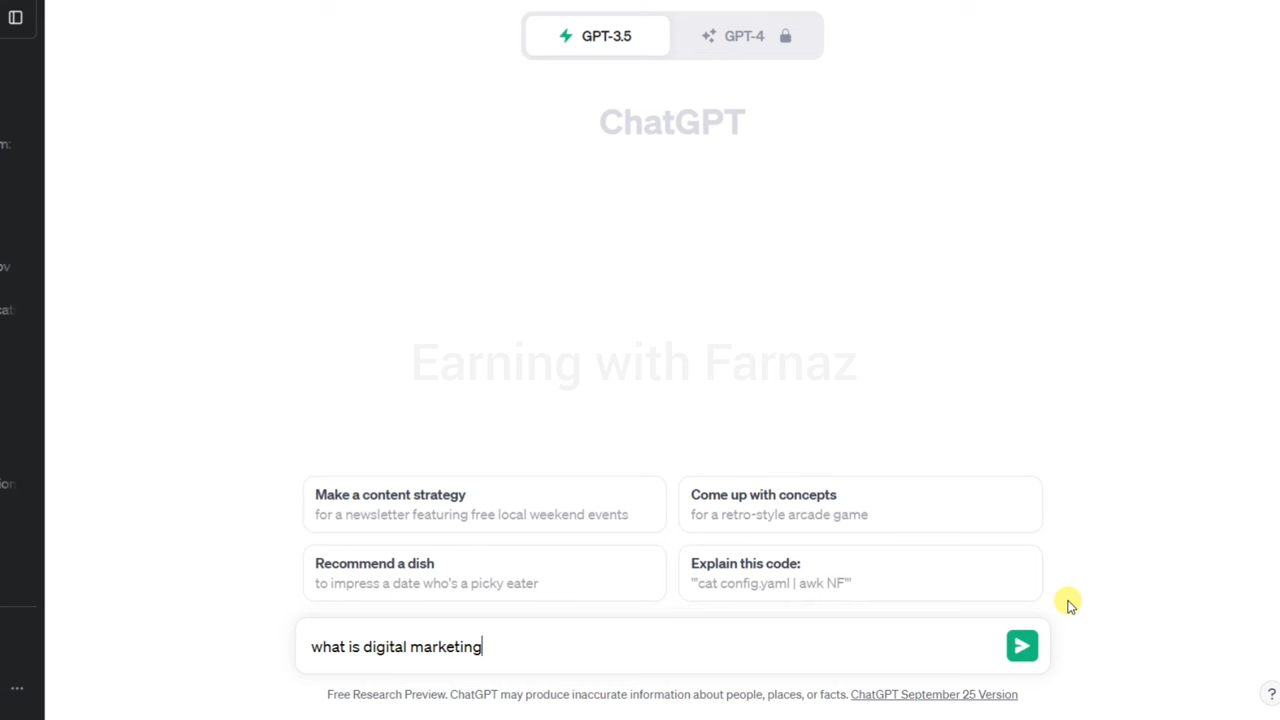 GPT-3.5
GPT-4
ChatGPT
Earning with Farnaz
Make a content strategy
for a newsletter featuring free local weekend events
Come up with concepts
for a retro-style arcade game
Recommend a dish
to impress a date who's a picky eater
Explain this code:
"'cat config.yaml | awk NF'"
what is digital marketing
Free Research Preview. ChatGPT may produce inaccurate information about people, places, or facts. ChatGPT September 25 Version
?